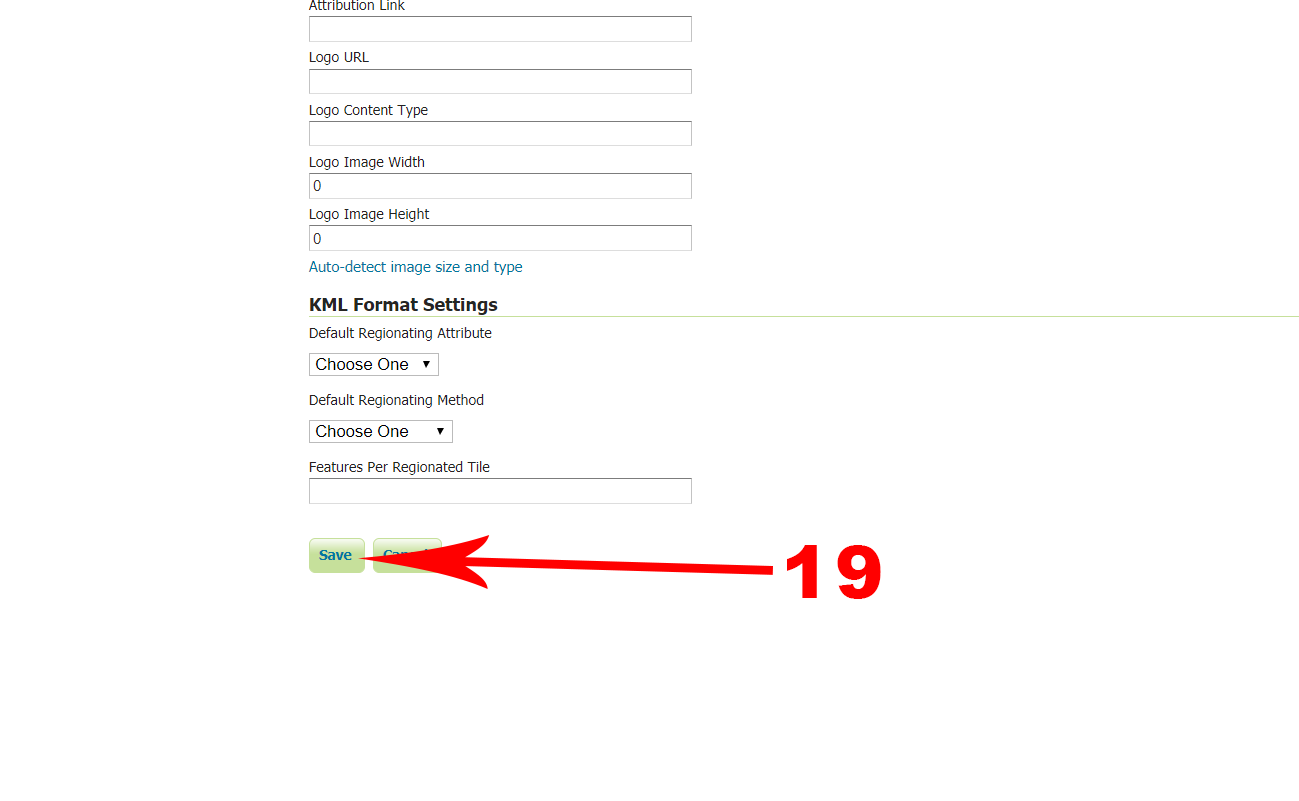 Attribution Link
Logo URL
Logo Content Type
Logo Image Width
0
Logo Image Height
0
Auto-detect image size and type
KML Format Settings
Default Regionating Attribute
Choose One
Default Regionating Method
Choose One
Features Per Regionated Tile
Save
19